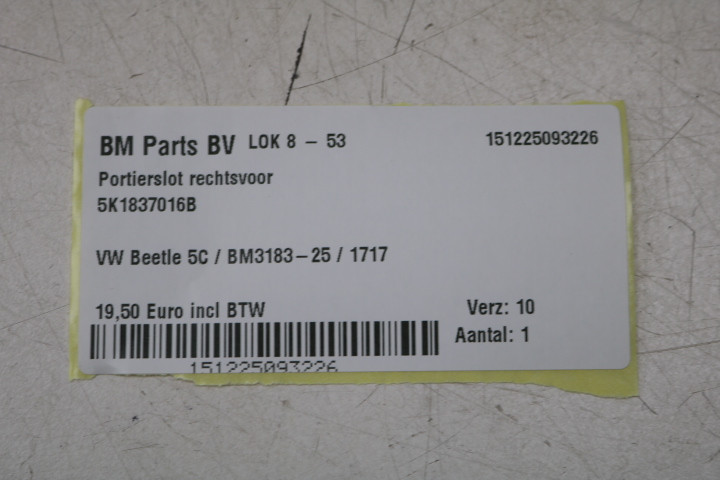 BM Parts BV LOK 8 - 53 151225093226
Portierslot rechtsvoor
5K1837016B
VW Beetle 5C / BM3183-25 / 1717
19,50 Euro incl BTW Verz: 10
Aantal: 1
151225093226